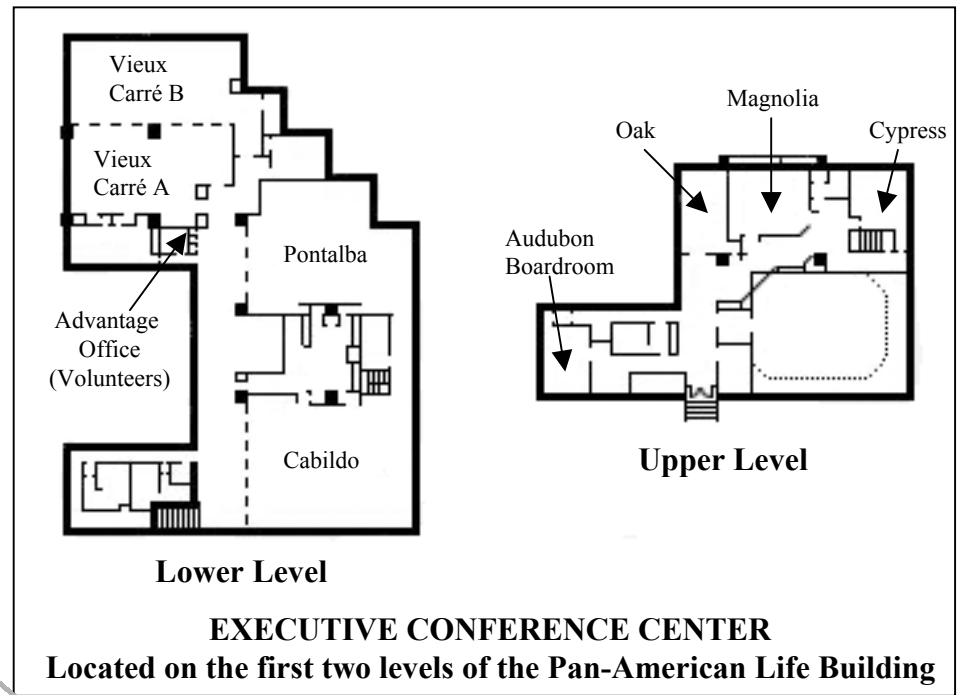 Vieux
Carré B
Vieux
Carré A
Pontalba
Advantage
Office
(Volunteers)
Cabildo
Lower Level
Magnolia
Oak
Cypress
Audubon
Boardroom
Upper Level
EXECUTIVE CONFERENCE CENTER
Located on the first two levels of the Pan-American Life Building